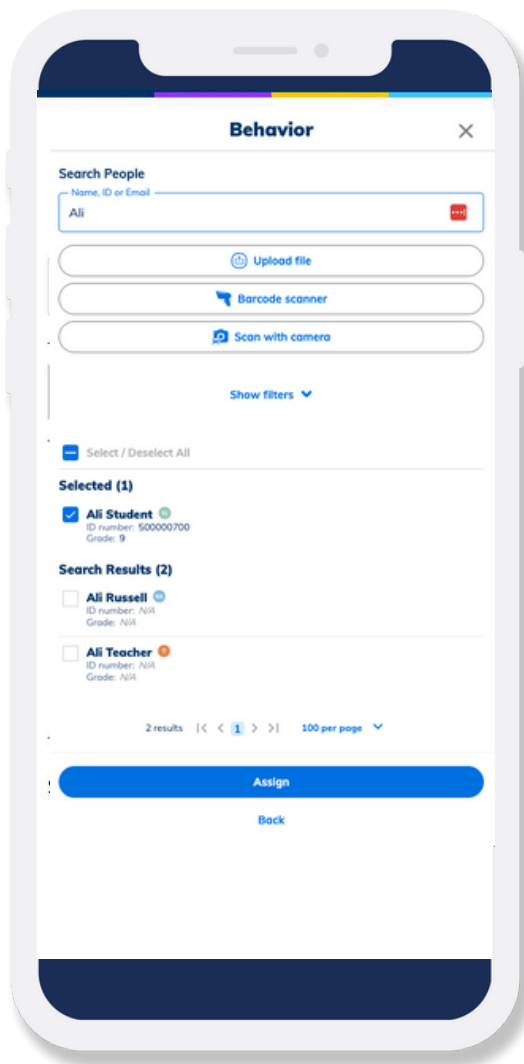 Behavior
Search People
Name, ID or Email
Ali
Upload file
Barcode scanner
Scan with camera
Show filters
Select / Deselect All
Selected (1)
Ali Student
ID number: 500000700
Grade: 9
Search Results (2)
Ali Russell
ID number: N/A
Grade: N/A
Ali Teacher
ID number: N/A
Grade: N/A
2 results |< < 1 > >| 100 per page
Assign
Back